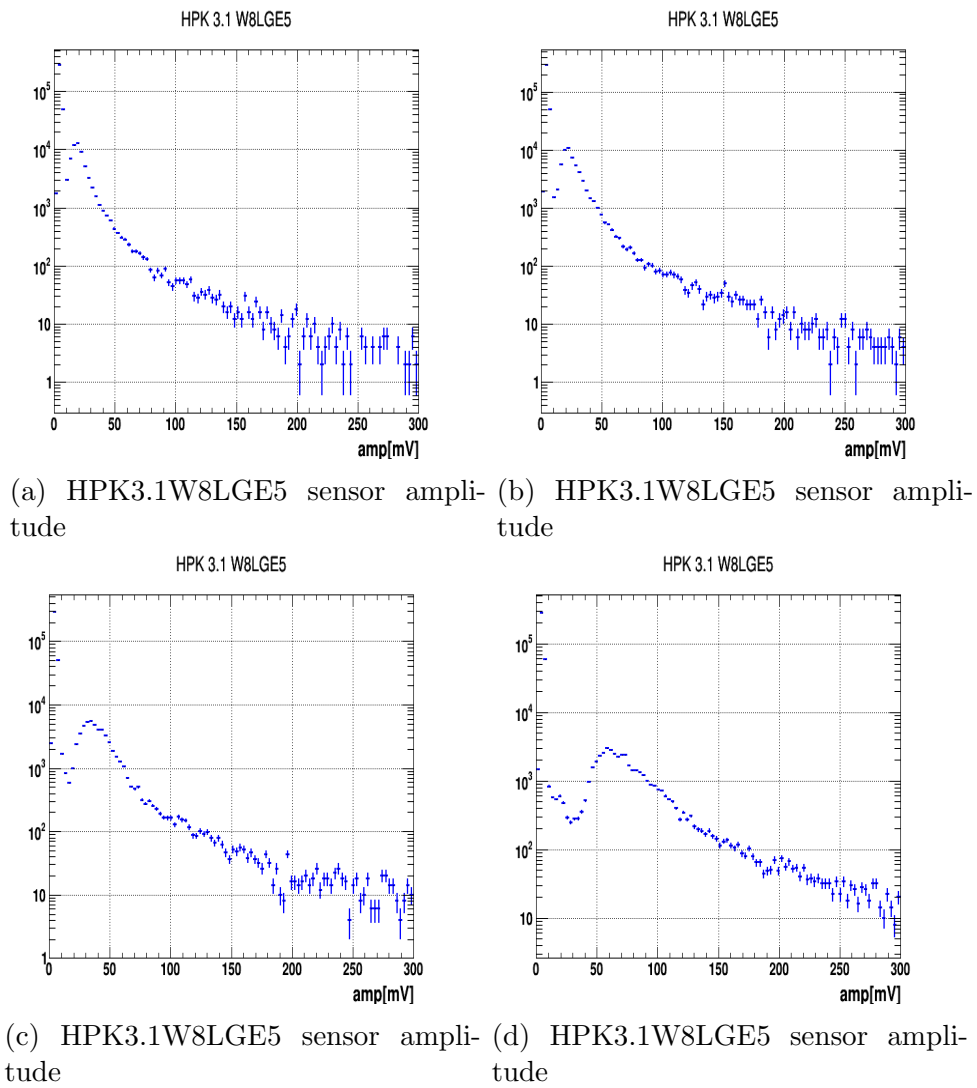 HPK 3.1 W8LGE5
HPK 3.1 W8LGE5
10^5
10^4
10^3
10^2
10
1
0 50 100 150 200 250 300
amp[mV]
10^5
10^4
10^3
10^2
10
1
0 50 100 150 200 250 300
amp[mV]
(a) HPK3.1W8LGE5 sensor ampli-
tude
(b) HPK3.1W8LGE5 sensor ampli-
tude
HPK 3.1 W8LGE5
HPK 3.1 W8LGE5
10^5
10^4
10^3
10^2
10
1
0 50 100 150 200 250 300
amp[mV]
10^5
10^4
10^3
10^2
10
0 50 100 150 200 250 300
amp[mV]
(c) HPK3.1W8LGE5 sensor ampli-
tude
(d) HPK3.1W8LGE5 sensor ampli-
tude